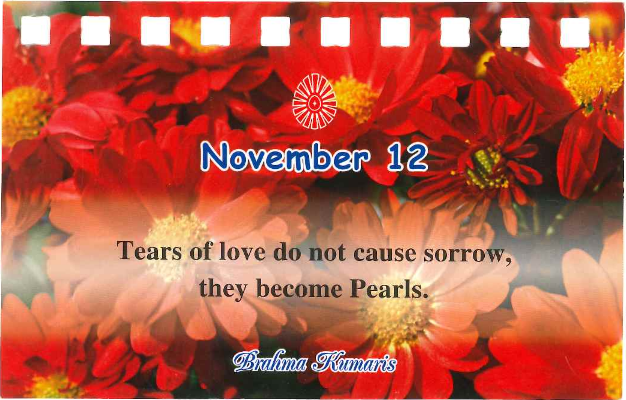 November 12
Tears of love do not cause sorrow,
they become Pearls.
Brahma Kumaris